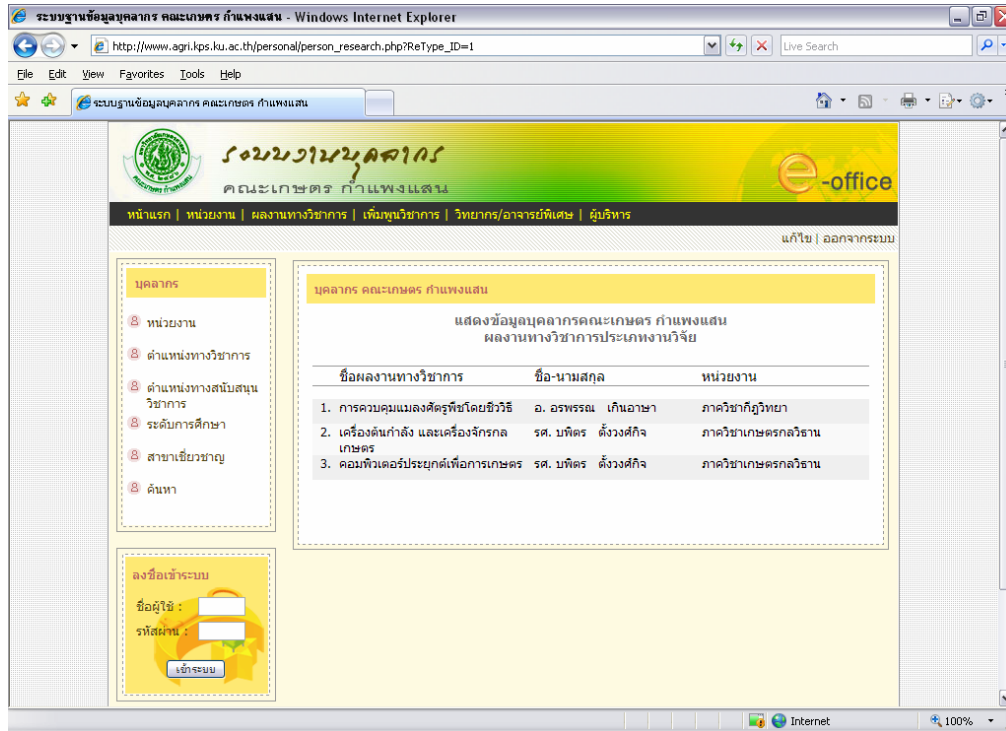 ระบบฐานข้อมูลบุคลากร คณะเกษตร กำแพงแสน - Windows Internet Explorer
http://www.agri.kps.ku.ac.th/personal/person_research.php?ReType_ID=1
Live Search
File Edit View Favorites Tools Help
ระบบฐานข้อมูลบุคลากร คณะเกษตร กำแพงแสน
ระบบงานบุคลากร
คณะเกษตร กำแพงแสน
e-office
หน้าแรก | หน่วยงาน | ผลงานทางวิชาการ | เพิ่มพูนวิชาการ | วิทยากร/อาจารย์พิเศษ | ผู้บริหาร
แก้ไข | ออกจากระบบ
บุคลากร
หน่วยงาน
ตำแหน่งทางวิชาการ
ตำแหน่งทางสนับสนุน
วิชาการ
ระดับการศึกษา
สาขาเชี่ยวชาญ
ค้นหา
บุคลากร คณะเกษตร กำแพงแสน
แสดงข้อมูลบุคลากรคณะเกษตร กำแพงแสน
ผลงานทางวิชาการประเภทงานวิจัย
ชื่อผลงานทางวิชาการ ชื่อ-นามสกุล หน่วยงาน
1. การควบคุมแมลงศัตรูพืชโดยชีววิธี อ. อรพรรณ เกินอาษา ภาควิชากีฏวิทยา
2. เครื่องต้นกำลัง และเครื่องจักรกล รศ. บพิตร ตั้งวงศ์กิจ ภาควิชาเกษตรกลวิธาน
เกษตร
3. คอมพิวเตอร์ประยุกต์เพื่อการเกษตร รศ. บพิตร ตั้งวงศ์กิจ ภาควิชาเกษตรกลวิธาน
ลงชื่อเข้าระบบ
ชื่อผู้ใช้ :
รหัสผ่าน :
เข้าระบบ
Internet 100%